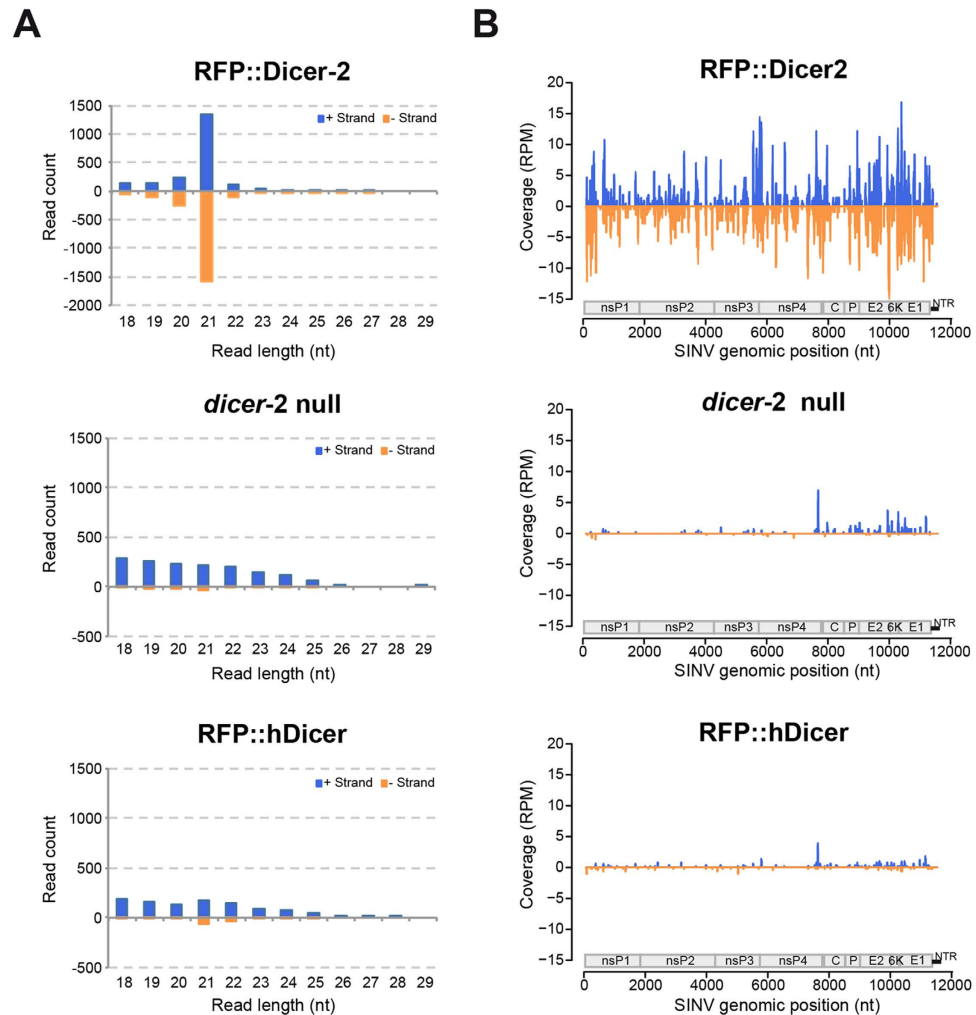 A
RFP::Dicer-2
1500
1000
500
0
-500
-1000
-1500
-2000
Read count
+ Strand - Strand
18 19 20 21 22 23 24 25 26 27 28 29
Read length (nt)
dicer-2 null
1500
1000
500
0
-500
Read count
+ Strand - Strand
18 19 20 21 22 23 24 25 26 27 28 29
Read length (nt)
RFP::hDicer
1500
1000
500
0
-500
Read count
+ Strand - Strand
18 19 20 21 22 23 24 25 26 27 28 29
Read length (nt)
B
RFP::Dicer2
20
15
10
5
0
−5
−10
−15
Coverage (RPM)
nsP1 nsP2 nsP3 nsP4 C P E2 6K E1 NTR
0 2000 4000 6000 8000 10000 12000
SINV genomic position (nt)
dicer-2 null
20
15
10
5
0
−5
−10
−15
Coverage (RPM)
nsP1 nsP2 nsP3 nsP4 C P E2 6K E1 NTR
0 2000 4000 6000 8000 10000 12000
SINV genomic position (nt)
RFP::hDicer
20
15
10
5
0
−5
−10
−15
Coverage (RPM)
nsP1 nsP2 nsP3 nsP4 C P E2 6K E1 NTR
0 2000 4000 6000 8000 10000 12000
SINV genomic position (nt)